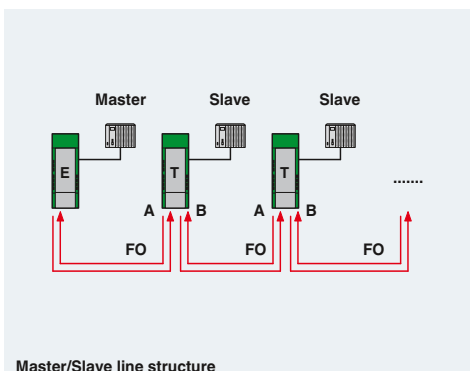 Master Slave Slave
E T T
.......
A B A B
FO FO FO
Master/Slave line structure